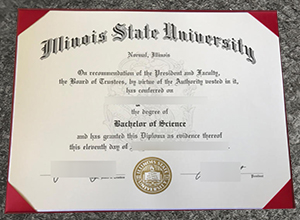 Illinois State University
Normal, Illinois
On recommendation of the President and Faculty,
the Board of Trustees, by virtue of the Authority vested in it,
has conferred on
the degree of
Bachelor of Science
and has granted this Diploma as evidence thereof
this eleventh day of